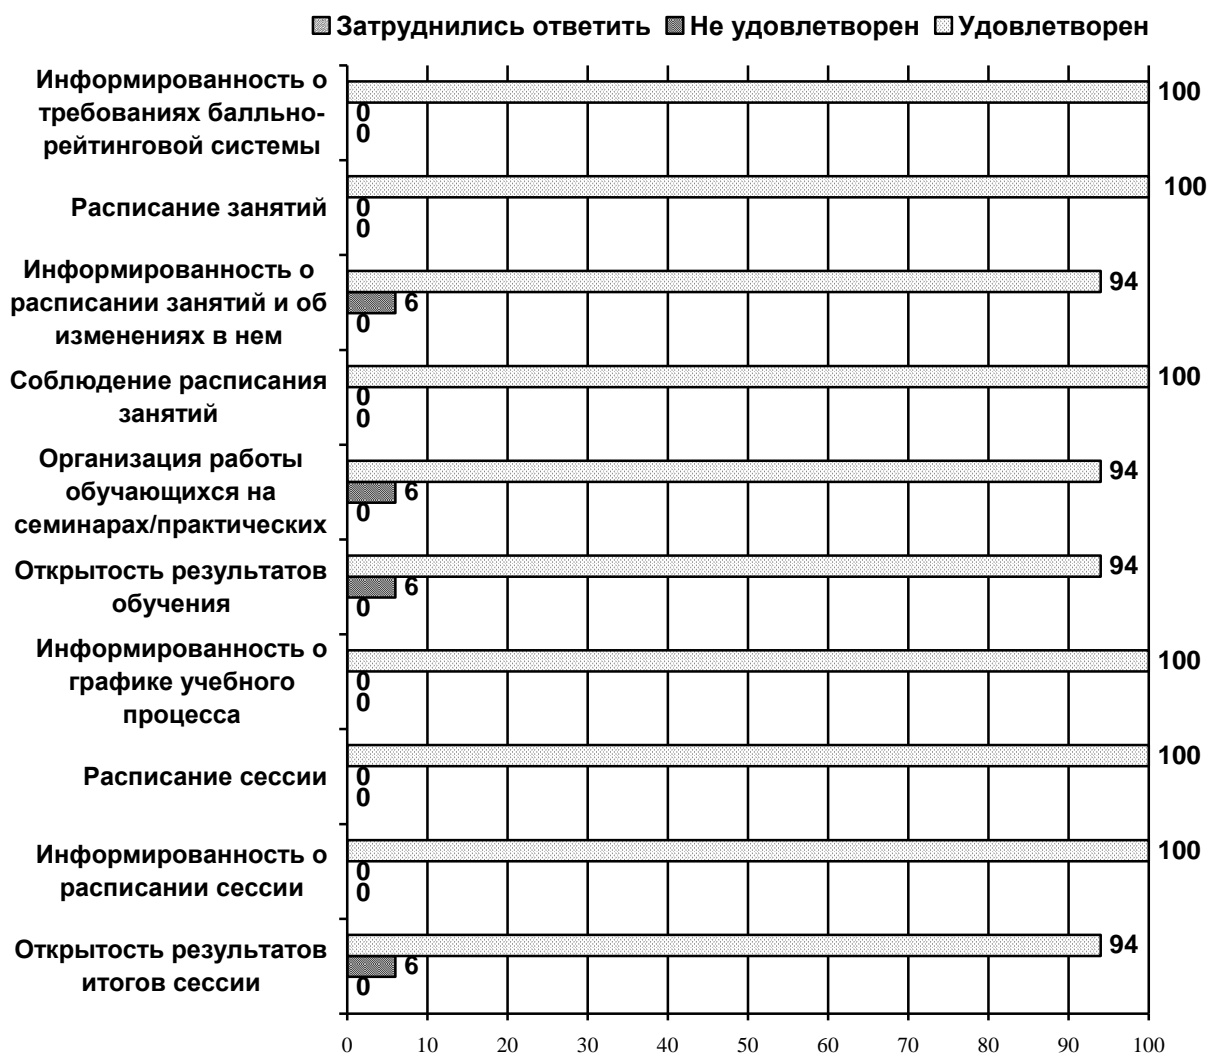 Затруднились ответить Не удовлетворен Удовлетворен
Информированность о
требованиях балльно-
рейтинговой системы
100
0
0
Расписание занятий
100
0
0
Информированность о
расписании занятий и об
изменениях в нем
94
6
0
Соблюдение расписания
занятий
100
0
0
Организация работы
обучающихся на
семинарах/практических
94
6
0
Открытость результатов
обучения
94
6
0
Информированность о
графике учебного
процесса
100
0
0
Расписание сессии
100
0
0
Информированность о
расписании сессии
100
0
0
Открытость результатов
итогов сессии
94
6
0
0 10 20 30 40 50 60 70 80 90 100